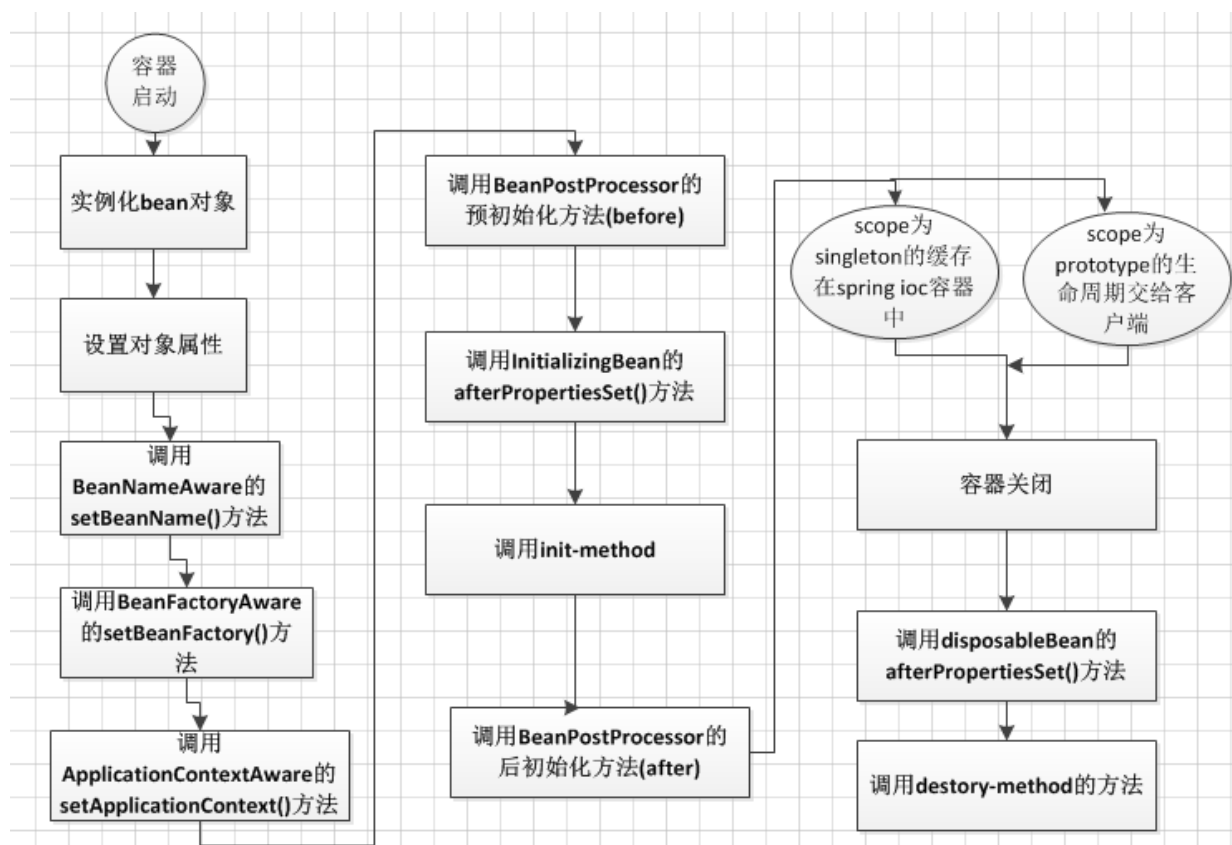 容器
启动
实例化bean对象
设置对象属性
调用
BeanNameAware的
setBeanName()方法
调用BeanFactoryAware
的setBeanFactory()方
法
调用
ApplicationContextAware的
setApplicationContext()方法
调用BeanPostProcessor的
预初始化方法(before)
调用InitializingBean的
afterPropertiesSet()方法
调用init-method
调用BeanPostProcessor的
后初始化方法(after)
scope为
singleton的缓存
在spring ioc容器
中
scope为
prototype的生
命周期交给客
户端
容器关闭
调用disposableBean的
afterPropertiesSet()方法
调用destory-method的方法